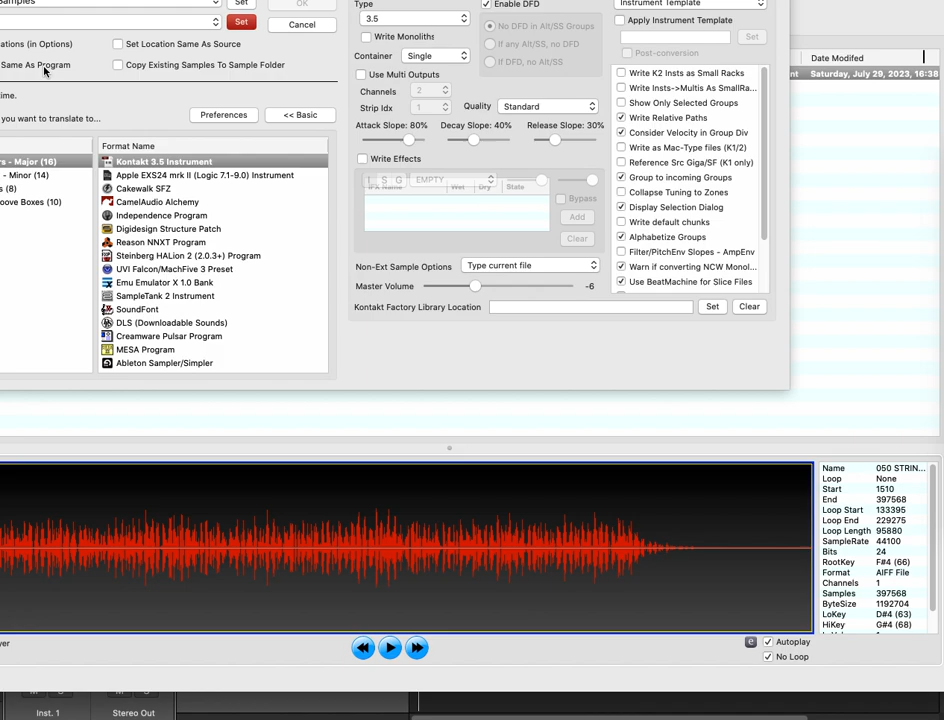 Samples
Set
OK
Set
Cancel
ations (in Options)
Set Location Same As Source
Same As Program
Copy Existing Samples To Sample Folder
time.
you want to translate to...
Preferences
<< Basic
rs - Major (16)
- Minor (14)
s (8)
oove Boxes (10)
Format Name
Kontakt 3.5 Instrument
Apple EXS24 mrk II (Logic 7.1-9.0) Instrument
Cakewalk SFZ
CamelAudio Alchemy
Independence Program
Digidesign Structure Patch
Reason NNXT Program
Steinberg HALion 2 (2.0.3+) Program
UVI Falcon/MachFive 3 Preset
Emu Emulator X 1.0 Bank
SampleTank 2 Instrument
SoundFont
DLS (Downloadable Sounds)
Creamware Pulsar Program
MESA Program
Ableton Sampler/Simpler
Type
3.5
Write Monoliths
Container
Single
Use Multi Outputs
Channels
2
Strip Idx
1
Enable DFD
No DFD in Alt/SS Groups
If any Alt/SS, no DFD
If DFD, no Alt/SS
Quality
Standard
Attack Slope: 80%
Decay Slope: 40%
Release Slope: 30%
Write Effects
I
S
G
EMPTY
IFX Name
Wet
Dry
State
Bypass
Add
Clear
Non-Ext Sample Options
Type current file
Master Volume
-6
Kontakt Factory Library Location
Set
Clear
Instrument Template
Apply Instrument Template
Set
Post-conversion
Write K2 Insts as Small Racks
Write Insts->Multis As SmallRa...
Show Only Selected Groups
Write Relative Paths
Consider Velocity in Group Div
Write as Mac-Type files (K1/2)
Reference Src Giga/SF (K1 only)
Group to incoming Groups
Collapse Tuning to Zones
Display Selection Dialog
Write default chunks
Alphabetize Groups
Filter/PitchEnv Slopes - AmpEnv
Warn if converting NCW Monol...
Use BeatMachine for Slice Files
Date Modifed
nt
Saturday, July 29, 2023, 16:38
Name 050 STRIN...
Loop None
Start 1510
End 397568
Loop Start 133395
Loop End 229275
Loop Length 95880
SampleRate 44100
Bits 24
RootKey F#4 (66)
Format AIFF File
Channels 1
Samples 397568
ByteSize 1192704
LoKey D#4 (63)
HiKey G#4 (68)
yer
e
Autoplay
No Loop
Inst. 1
Stereo Out